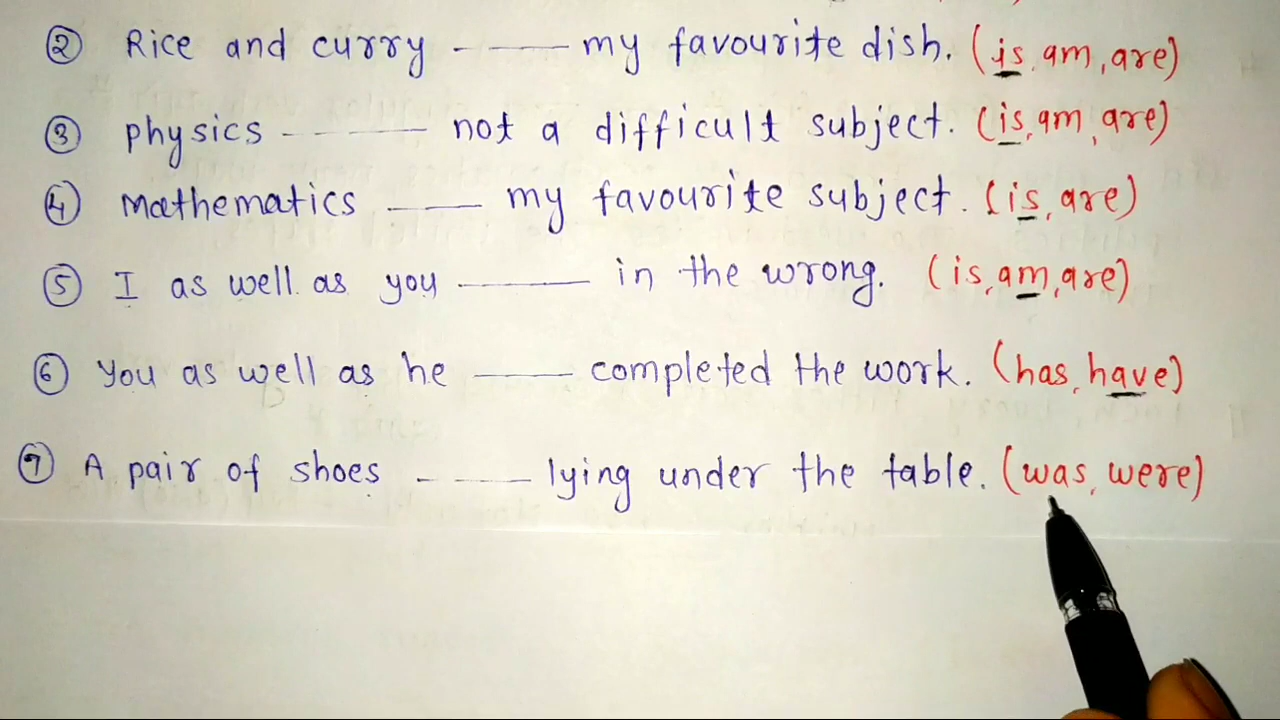 ② Rice and curry ---- my favourite dish. (is, am, are)
③ physics ---- not a difficult subject. (is, am, are)
④ Mathematics ---- my favourite subject. (is, are)
⑤ I as well as you ---- in the wrong. (is, am, are)
⑥ You as well as he ---- completed the work. (has, have)
⑦ A pair of shoes ---- lying under the table. (was, were)